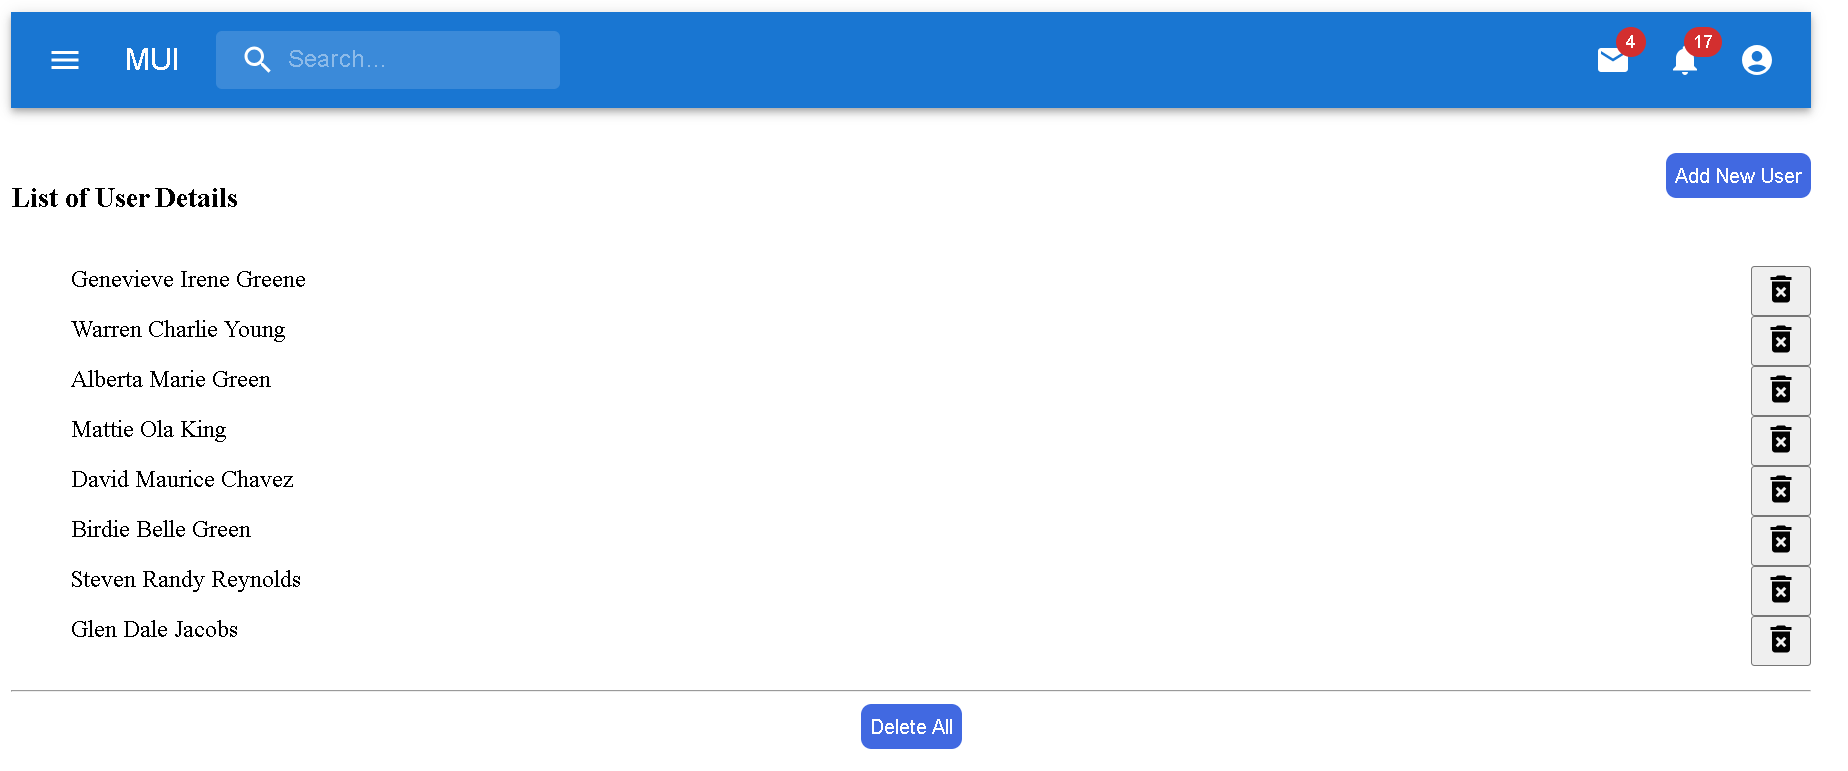 MUI
Search...
4
17
Add New User
List of User Details
Genevieve Irene Greene
Warren Charlie Young
Alberta Marie Green
Mattie Ola King
David Maurice Chavez
Birdie Belle Green
Steven Randy Reynolds
Glen Dale Jacobs
Delete All